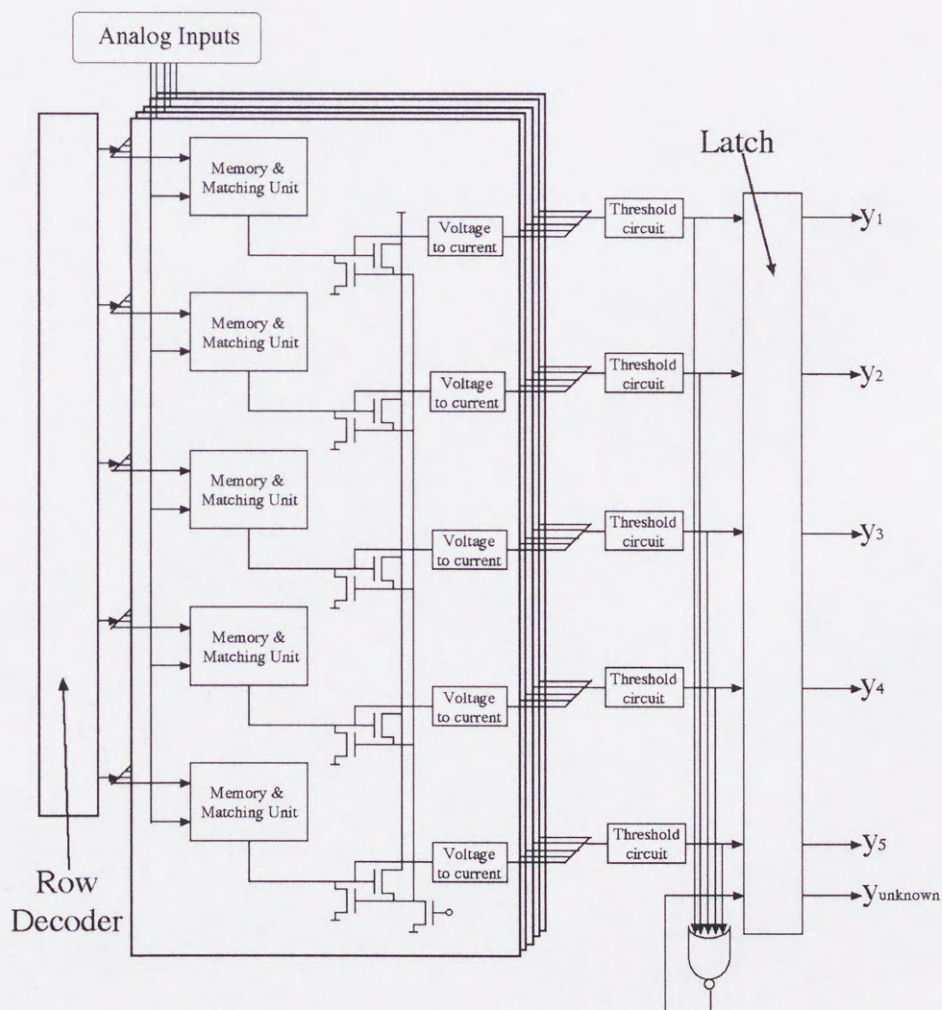 Analog Inputs
Latch
Memory &
Matching Unit
Voltage
to current
Threshold
circuit
y1
Memory &
Matching Unit
Voltage
to current
Threshold
circuit
y2
Memory &
Matching Unit
Voltage
to current
Threshold
circuit
y3
Memory &
Matching Unit
Voltage
to current
Threshold
circuit
y4
Memory &
Matching Unit
Voltage
to current
Threshold
circuit
y5
yunknown
Row
Decoder